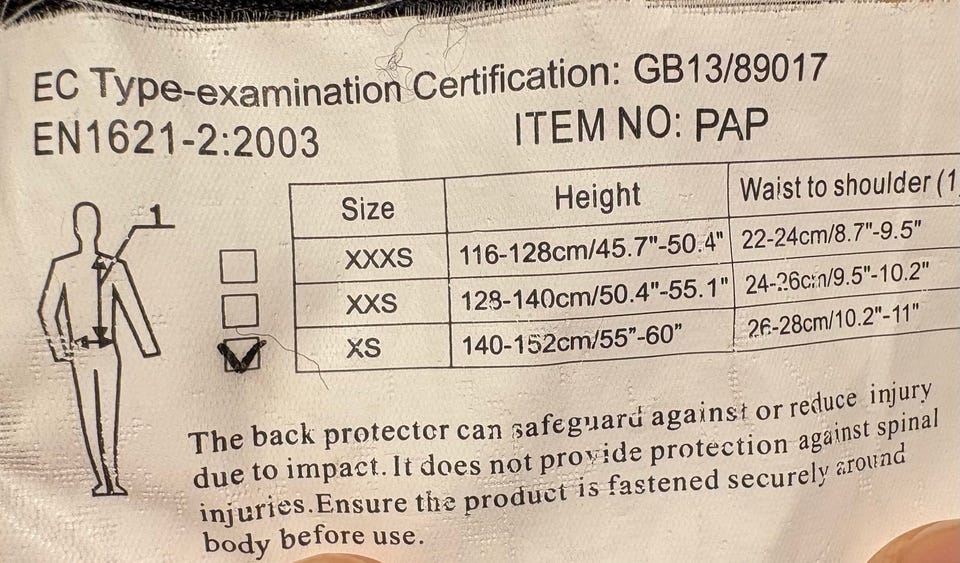 EC Type-examination Certification: GB13/89017
EN1621-2:2003 ITEM NO: PAP
1
Size Height Waist to shoulder (1
XXXS 116-128cm/45.7"-50.4" 22-24cm/8.7"-9.5"
XXS 128-140cm/50.4"-55.1" 24-26cm/9.5"-10.2"
XS 140-152cm/55"-60" 26-28cm/10.2"-11"
The back protector can safeguard against or reduce injury
due to impact.It does not provide protection against spinal
injuries.Ensure the product is fastened securely around
body before use.